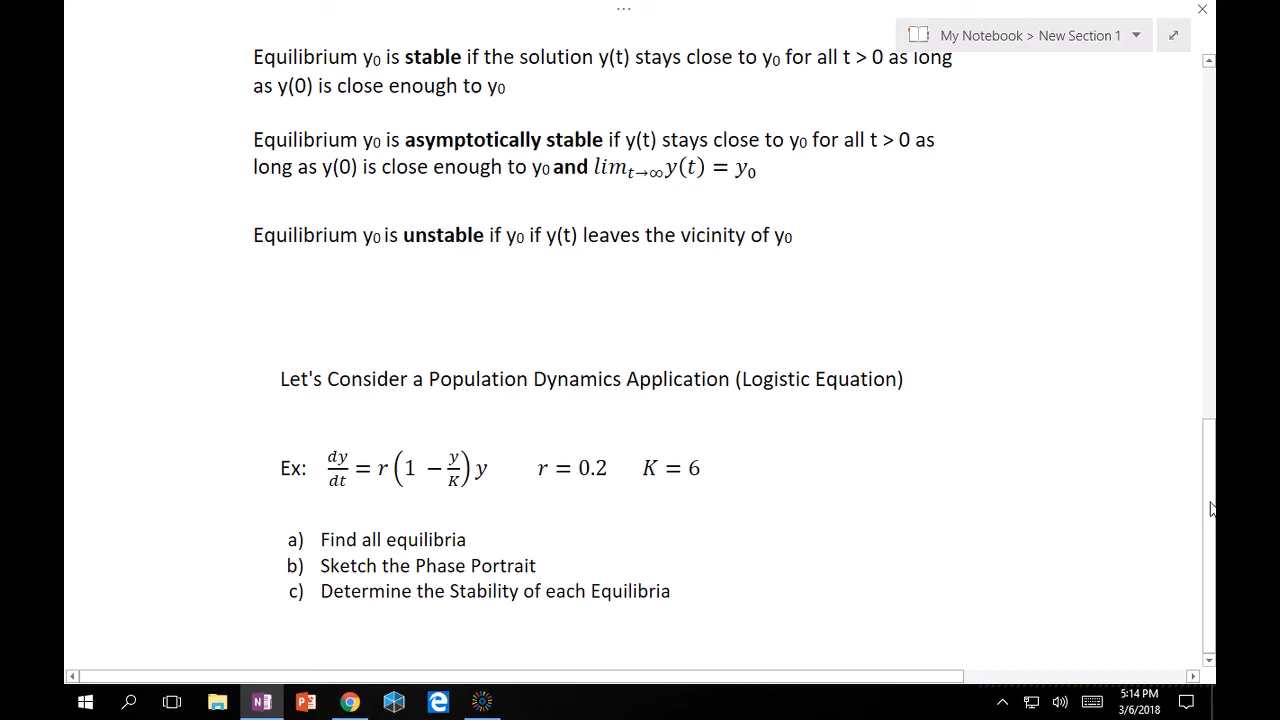 ...
My Notebook > New Section 1
Equilibrium y₀ is stable if the solution y(t) stays close to y₀ for all t > 0 as long
as y(0) is close enough to y₀
Equilibrium y₀ is asymptotically stable if y(t) stays close to y₀ for all t > 0 as
long as y(0) is close enough to y₀ and lim_{t→∞} y(t) = y₀
Equilibrium y₀ is unstable if y₀ if y(t) leaves the vicinity of y₀
Let's Consider a Population Dynamics Application (Logistic Equation)
Ex: dy/dt = r(1 − y/K) y r = 0.2 K = 6
a) Find all equilibria
b) Sketch the Phase Portrait
c) Determine the Stability of each Equilibria
5:14 PM
3/6/2018